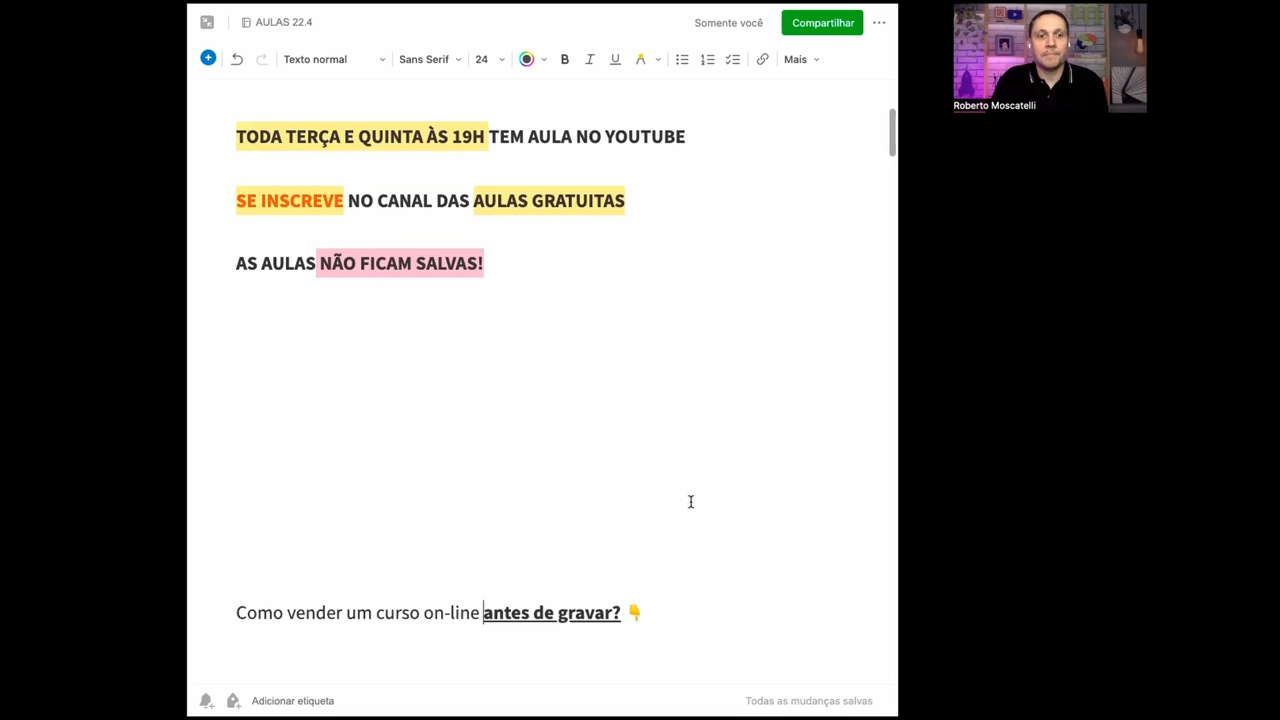 AULAS 22.4
Somente você
Compartilhar
Texto normal
Sans Serif
24
B
I
U
A
Mais
TODA TERÇA E QUINTA ÀS 19H TEM AULA NO YOUTUBE
SE INSCREVE NO CANAL DAS AULAS GRATUITAS
AS AULAS NÃO FICAM SALVAS!
Como vender um curso on-line antes de gravar? 👇
Adicionar etiqueta
Todas as mudanças salvas
Roberto Moscatelli